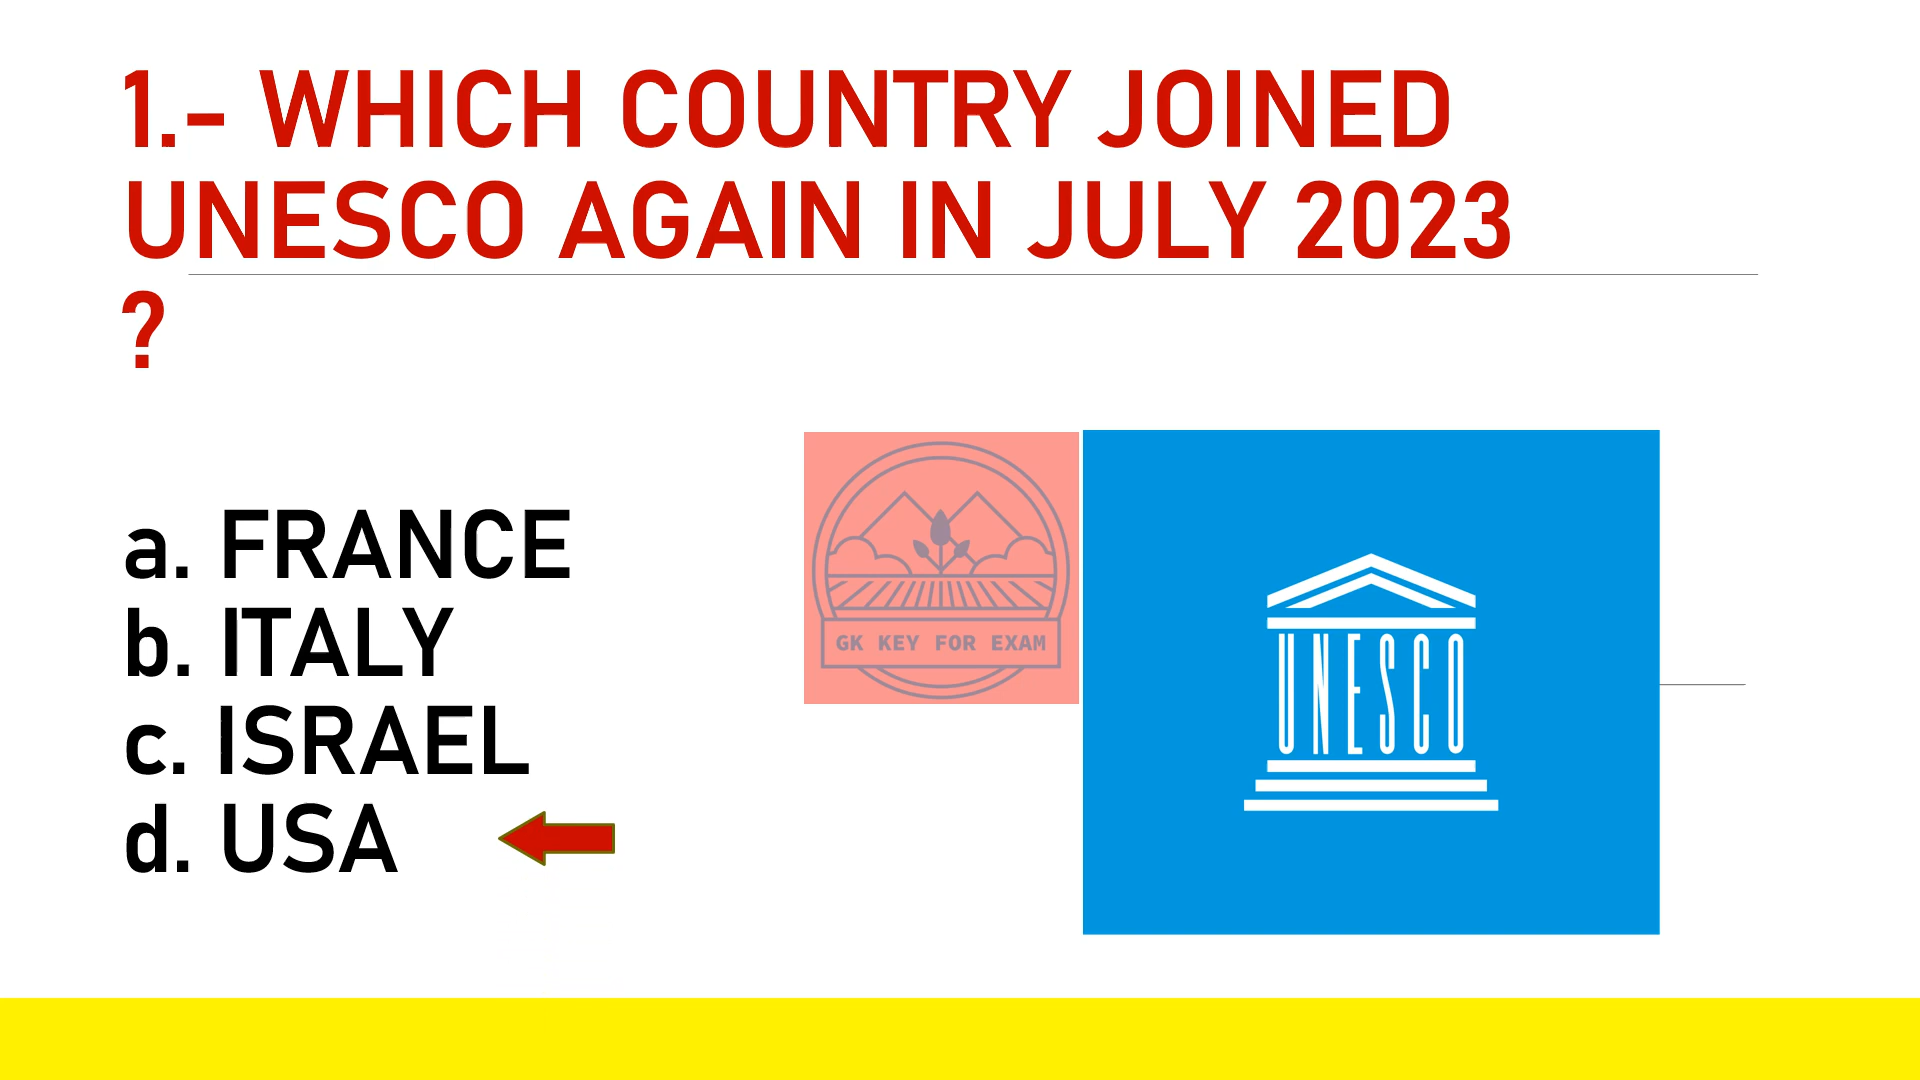 1.- WHICH COUNTRY JOINED
UNESCO AGAIN IN JULY 2023
?
a. FRANCE
b. ITALY
c. ISRAEL
d. USA
GK KEY FOR EXAM
UNESCO